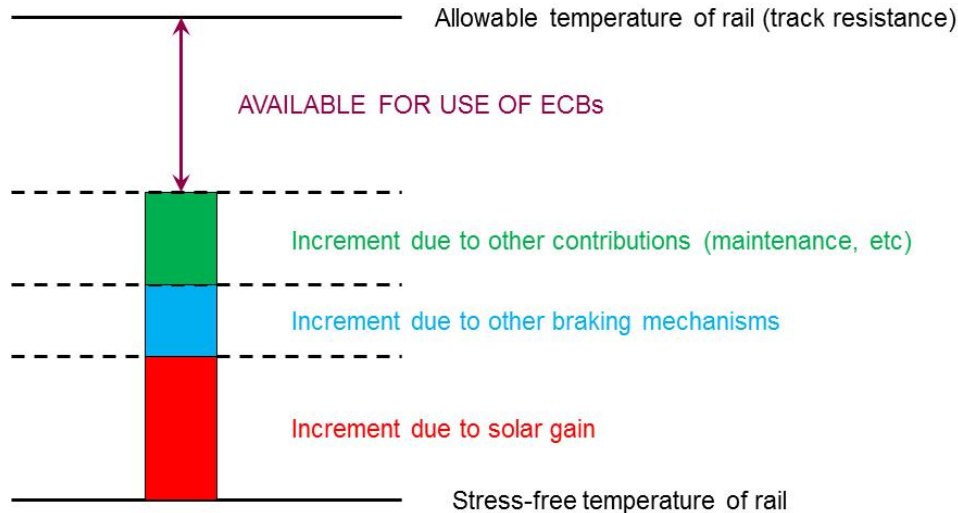 Allowable temperature of rail (track resistance)
AVAILABLE FOR USE OF ECBs
Increment due to other contributions (maintenance, etc)
Increment due to other braking mechanisms
Increment due to solar gain
Stress-free temperature of rail